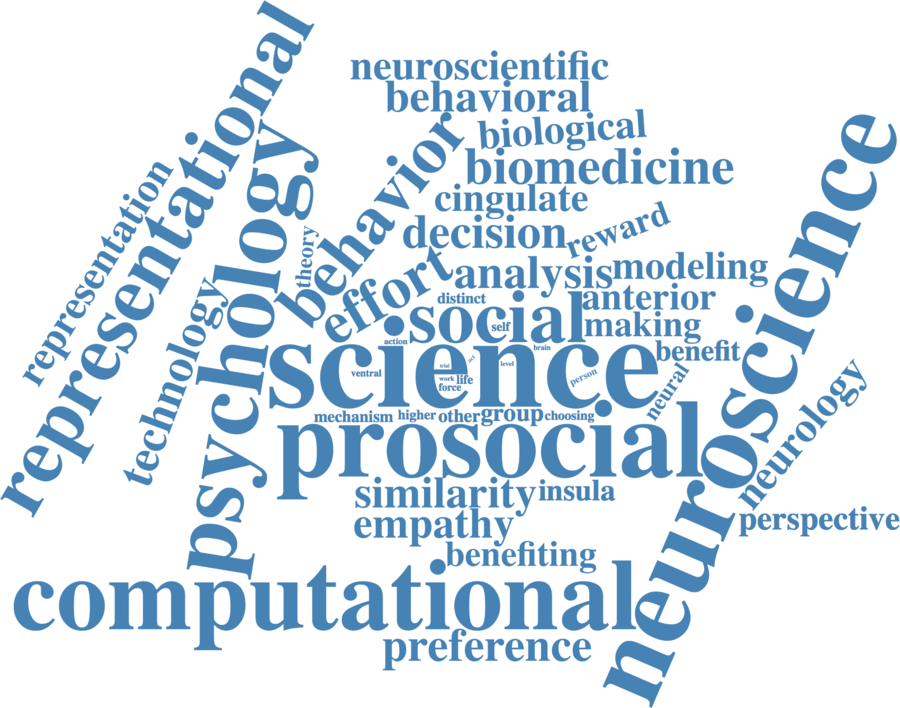 representational
neuroscientific
behavioral
biological
behavior
biomedicine
psychology
representation
cingulate
decision
reward
neuroscience
theory
effort
analysis
modeling
technology
distinct
anterior
social
self
making
action
brain
benefit
science
act
level
trial
ventral
person
work
life
force
neural
neurology
mechanism
higher
other
group
choosing
prosocial
similarity
insula
empathy
perspective
benefiting
computational
preference